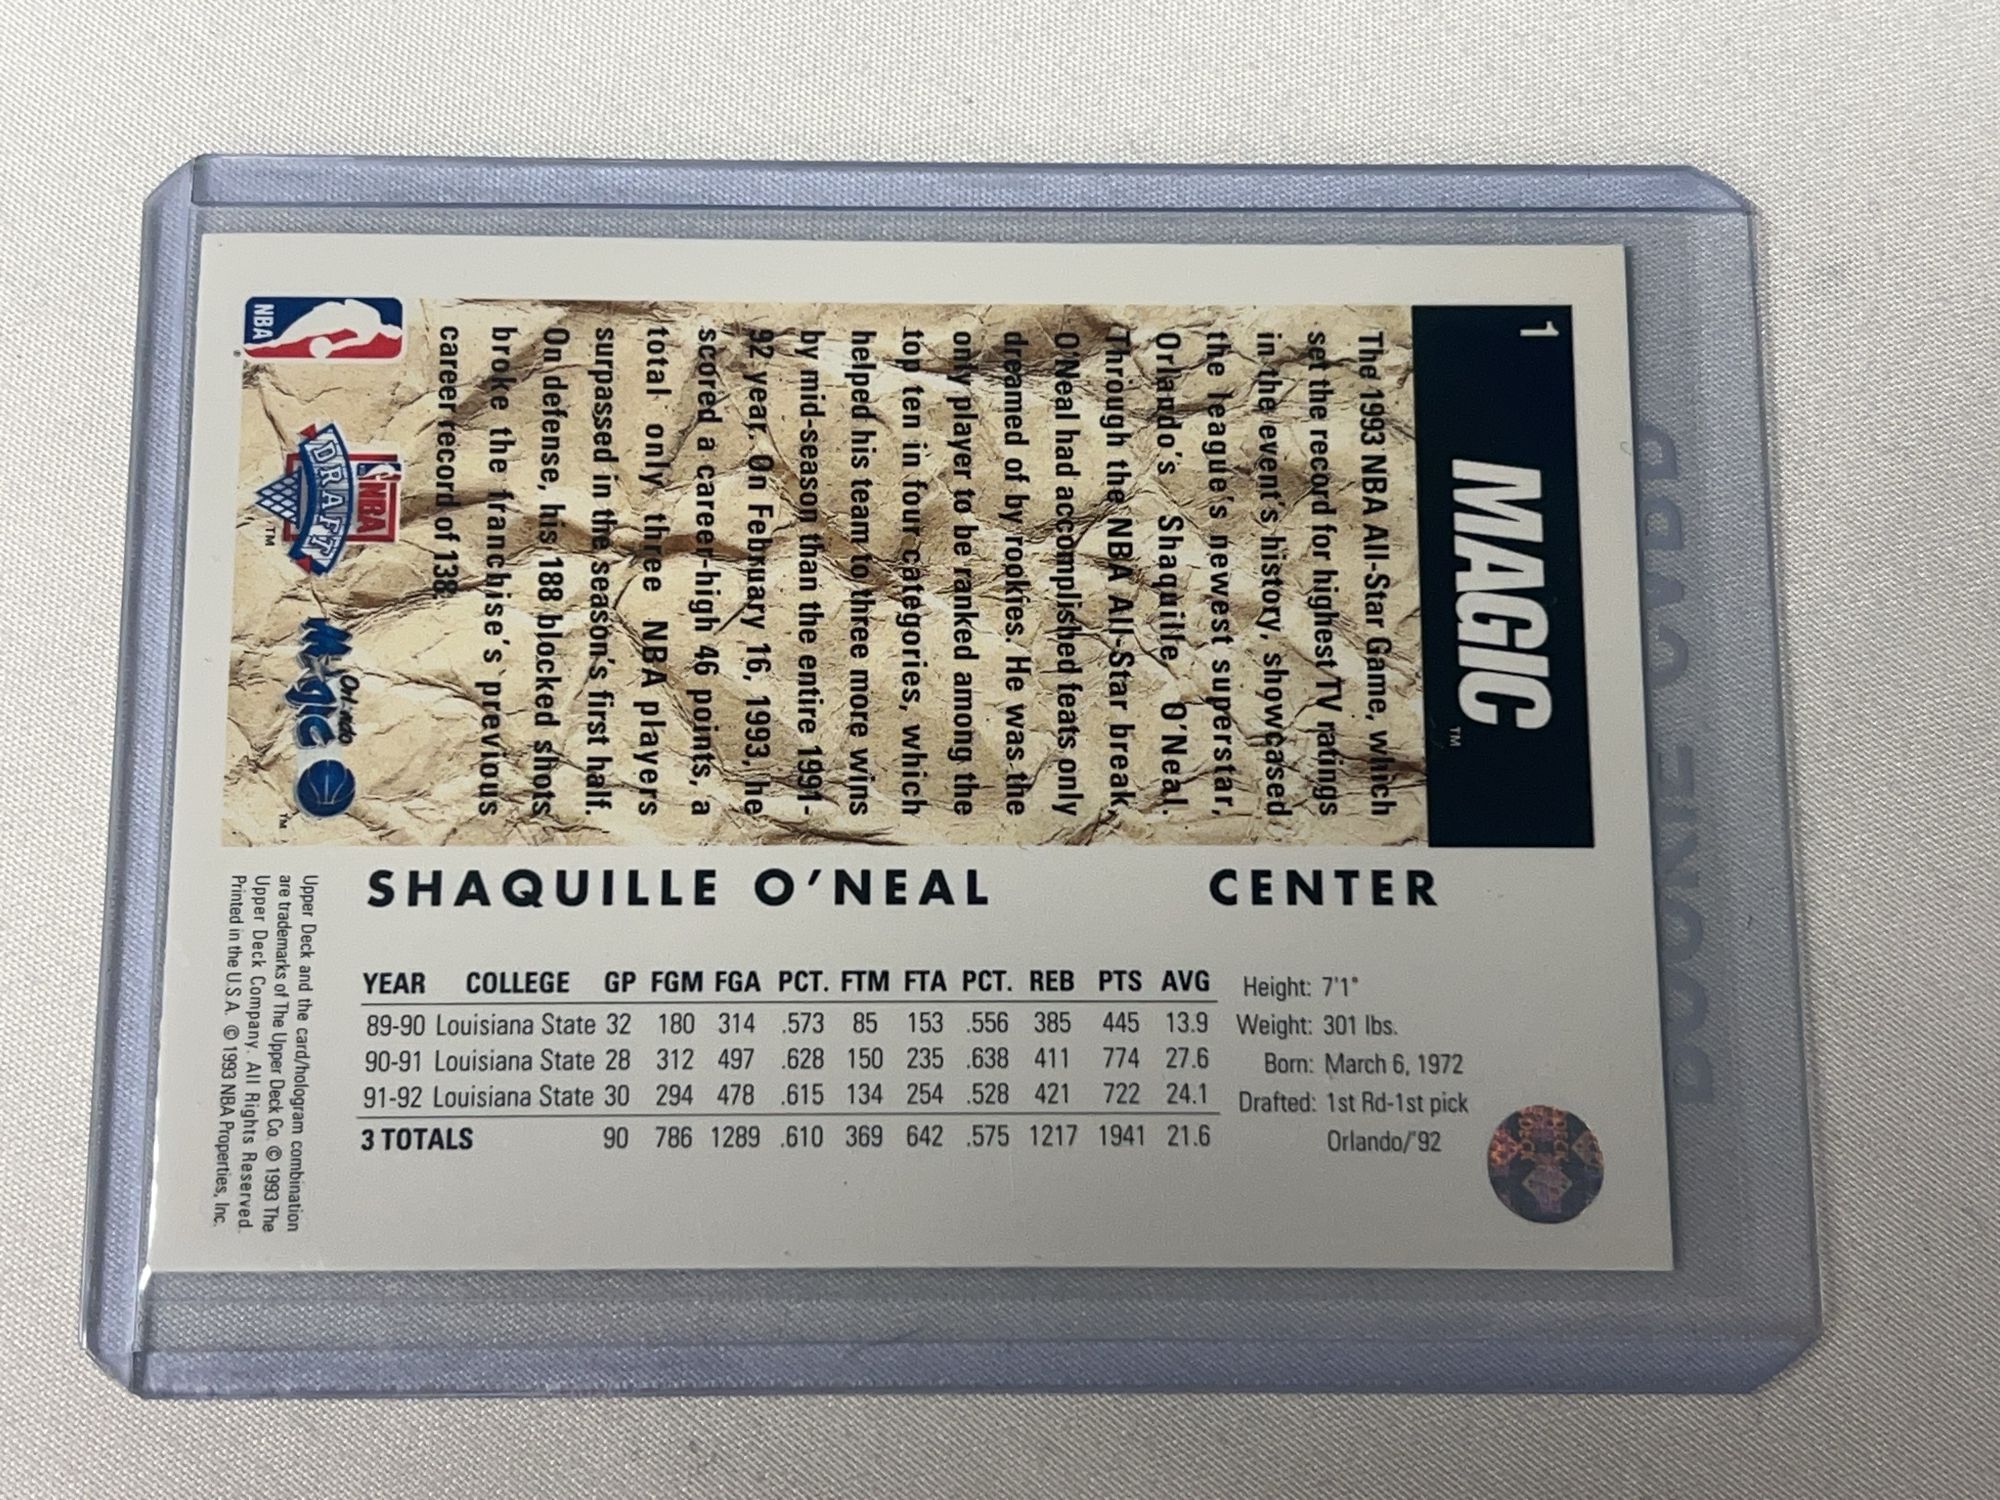 1
MAGIC™
The 1993 NBA All-Star Game, which
set the record for highest TV ratings
in the event's history, showcased
the league's newest superstar,
Orlando's Shaquille O'Neal.
Through the NBA All-Star break,
O'Neal had accomplished feats only
dreamed of by rookies. He was the
only player to be ranked among the
top ten in four categories, which
helped his team to three more wins
by mid-season than the entire 1991-
92 year. On February 16, 1993, he
scored a career-high 46 points, a
total only three NBA players
surpassed in the season's first half.
On defense, his 188 blocked shots
broke the franchise's previous
career record of 138.
NBA
®
NBA
DRAFT
™
Orlando
Magic
™
SHAQUILLE O'NEAL CENTER
YEAR COLLEGE GP FGM FGA PCT. FTM FTA PCT. REB PTS AVG
89-90 Louisiana State 32 180 314 .573 85 153 .556 385 445 13.9
90-91 Louisiana State 28 312 497 .628 150 235 .638 411 774 27.6
91-92 Louisiana State 30 294 478 .615 134 254 .528 421 722 24.1
3 TOTALS 90 786 1289 .610 369 642 .575 1217 1941 21.6
Height: 7'1"
Weight: 301 lbs.
Born: March 6, 1972
Drafted: 1st Rd-1st pick
Orlando/'92
DECK
DECK
Upper Deck and the card/hologram combination
are trademarks of The Upper Deck Co. © 1993 The
Upper Deck Company. All Rights Reserved.
Printed in the U.S.A. © 1993 NBA Properties, Inc.